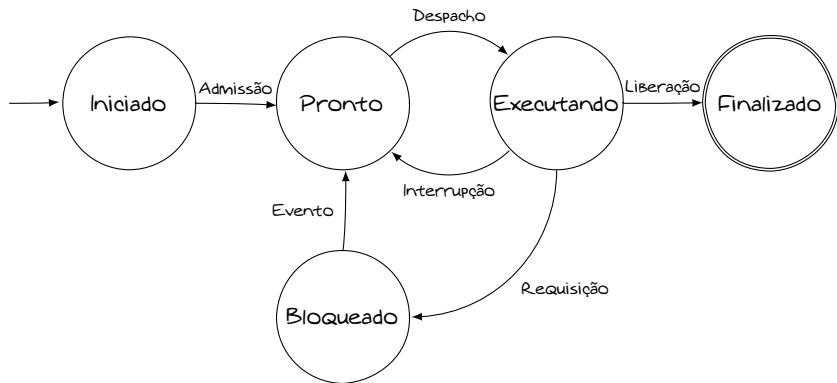 Despacho
Admissão
Liberação
Iniciado
Pronto
Executando
Finalizado
Interrupção
Evento
Requisição
Bloqueado